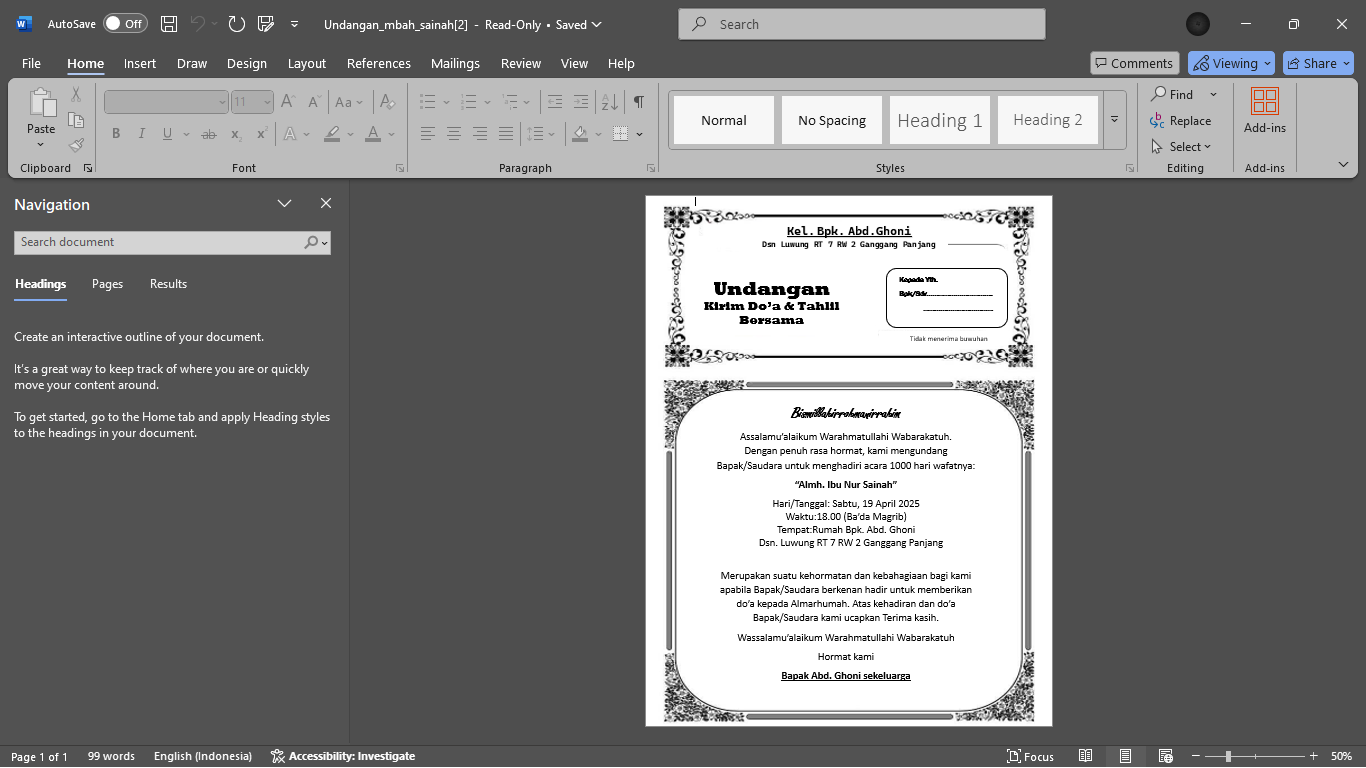 AutoSave Off Undangan_mbah_sainah[2] - Read-Only • Saved Search
File Home Insert Draw Design Layout References Mailings Review View Help Comments Viewing Share
Paste 11 Aa Normal No Spacing Heading 1 Heading 2 Find Replace Select Add-ins
Clipboard Font Paragraph Styles Editing Add-ins
Navigation
Search document
Headings Pages Results
Create an interactive outline of your document.
It's a great way to keep track of where you are or quickly
move your content around.
To get started, go to the Home tab and apply Heading styles
to the headings in your document.
Kel. Bpk. Abd.Ghoni
Dsn Luwung RT 7 RW 2 Ganggang Panjang
Undangan
Kirim Do'a & Tahlil
Bersama
Kepada Yth.
Bpk/Sdr.
Tidak menerima buwuhan
Bismillahirrohmanirrahim
Assalamu'alaikum Warahmatullahi Wabarakatuh.
Dengan penuh rasa hormat, kami mengundang
Bapak/Saudara untuk menghadiri acara 1000 hari wafatnya:
"Almh. Ibu Nur Sainah"
Hari/Tanggal: Sabtu, 19 April 2025
Waktu:18.00 (Ba'da Magrib)
Tempat:Rumah Bpk. Abd. Ghoni
Dsn. Luwung RT 7 RW 2 Ganggang Panjang
Merupakan suatu kehormatan dan kebahagiaan bagi kami
apabila Bapak/Saudara berkenan hadir untuk memberikan
do'a kepada Almarhumah. Atas kehadiran dan do'a
Bapak/Saudara kami ucapkan Terima kasih.
Wassalamu'alaikum Warahmatullahi Wabarakatuh
Hormat kami
Bapak Abd. Ghoni sekeluarga
Page 1 of 1 99 words English (Indonesia) Accessibility: Investigate Focus 50%